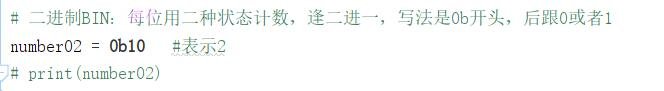 # 二进制BIN：每位用二种状态计数，逢二进一，写法是0b开头，后跟0或者1
number02 = 0b10   #表示2
# print(number02)